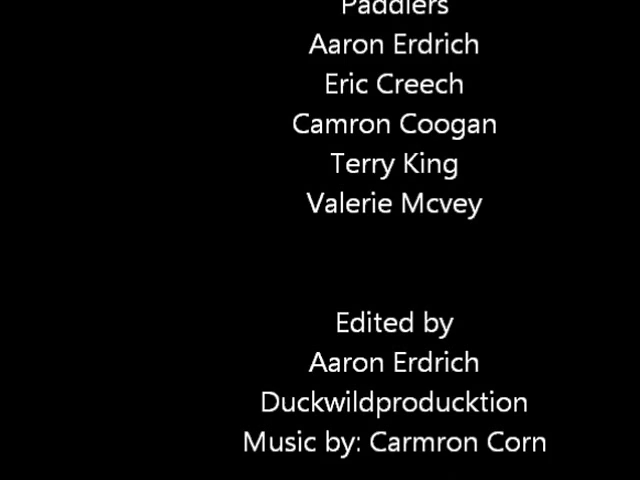 Paddlers
Aaron Erdrich
Eric Creech
Camron Coogan
Terry King
Valerie Mcvey
Edited by
Aaron Erdrich
Duckwildproducktion
Music by: Carmron Corn